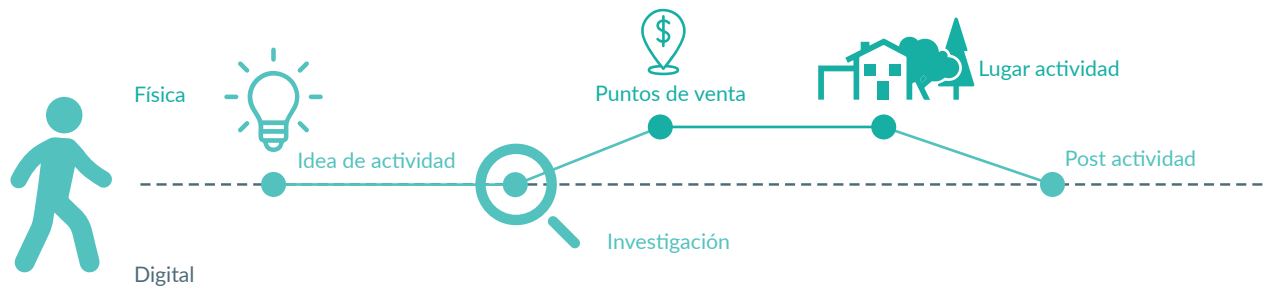 $
Puntos de venta
Lugar actividad
Física
Idea de actividad
Post actividad
Investigación
Digital